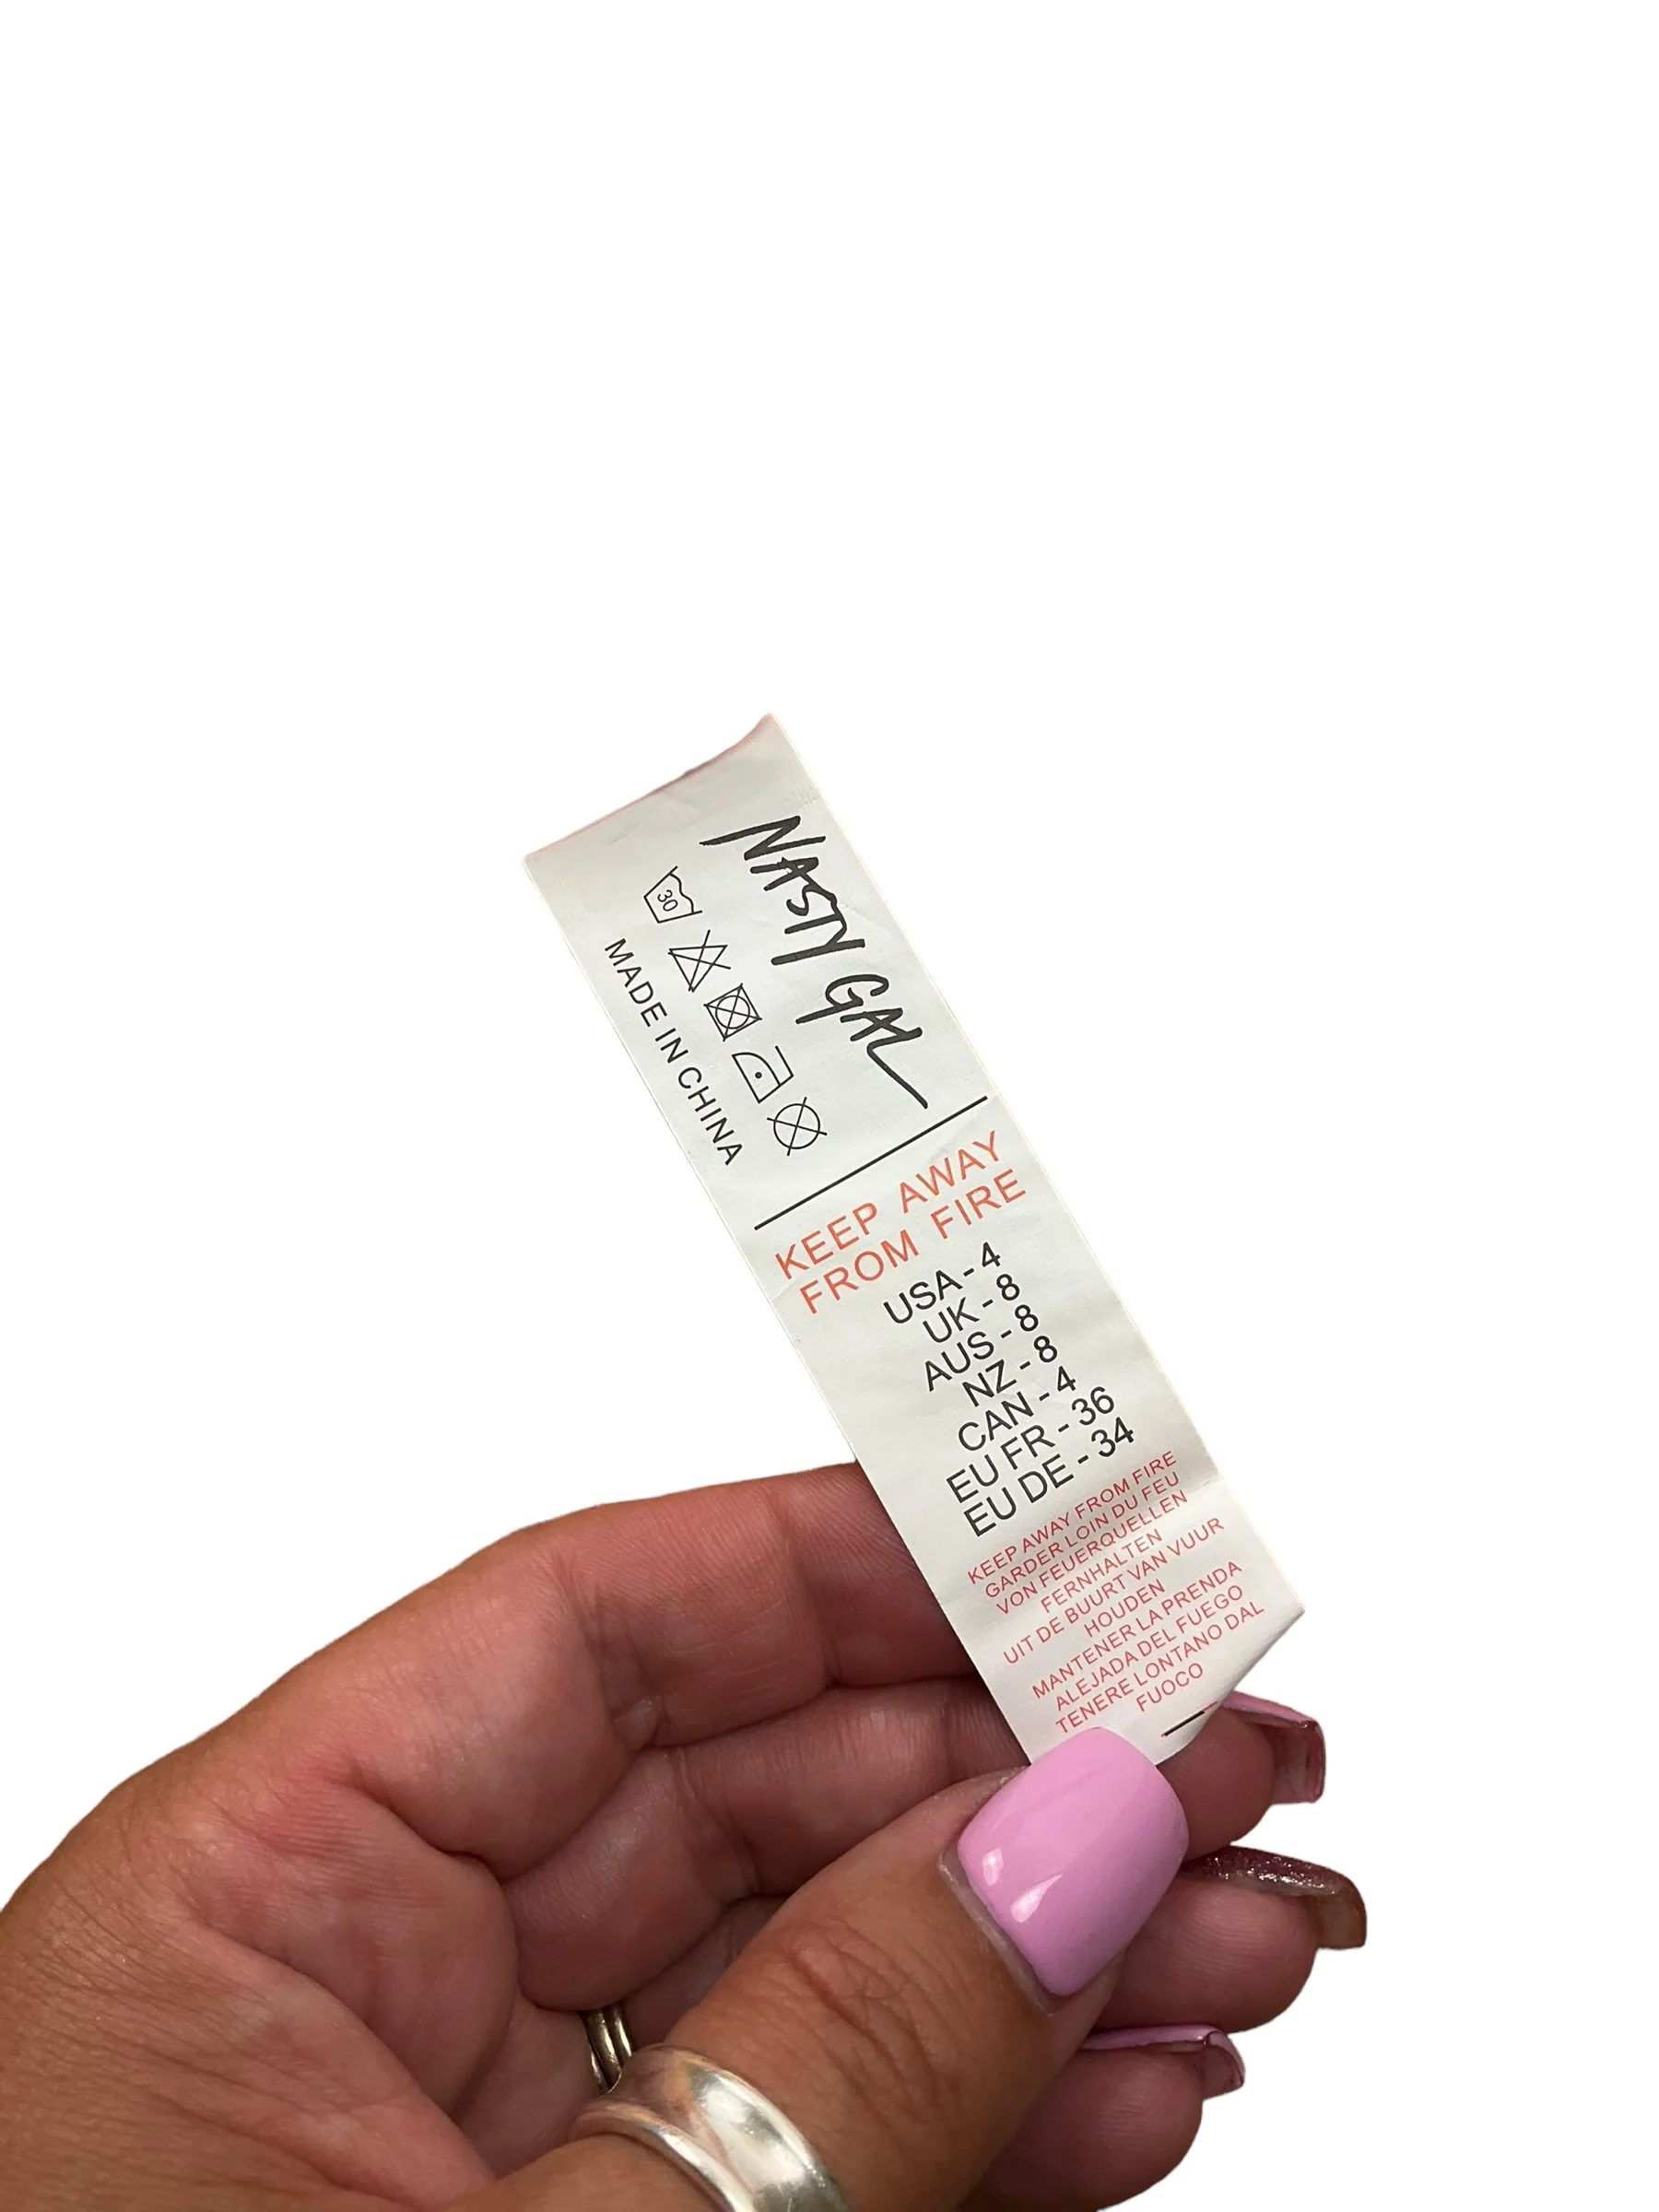 NASTY GAL
30
MADE IN CHINA
KEEP AWAY
FROM FIRE
USA - 4
UK - 8
AUS - 8
NZ - 8
CAN - 4
EU FR - 36
EU DE - 34
KEEP AWAY FROM FIRE
GARDER LOIN DU FEU
VON FEUERQUELLEN
FERNHALTEN
UIT DE BUURT VAN VUUR
HOUDEN
MANTENER LA PRENDA
ALEJADA DEL FUEGO
TENERE LONTANO DAL
FUOCO